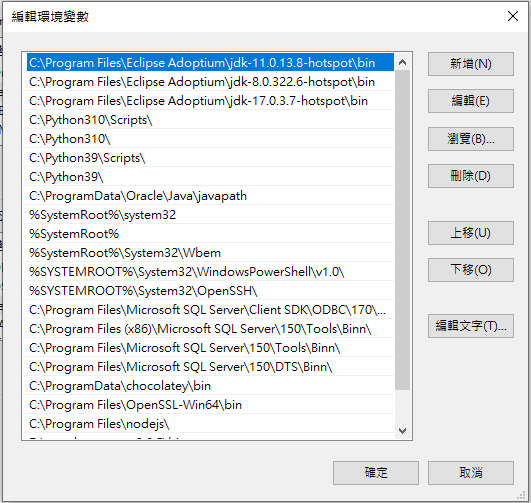 編輯環境變數
C:\Program Files\Eclipse Adoptium\jdk-11.0.13.8-hotspot\bin
C:\Program Files\Eclipse Adoptium\jdk-8.0.322.6-hotspot\bin
C:\Program Files\Eclipse Adoptium\jdk-17.0.3.7-hotspot\bin
C:\Python310\Scripts\
C:\Python310\
C:\Python39\Scripts\
C:\Python39\
C:\ProgramData\Oracle\Java\javapath
%SystemRoot%\system32
%SystemRoot%
%SystemRoot%\System32\Wbem
%SYSTEMROOT%\System32\WindowsPowerShell\v1.0\
%SYSTEMROOT%\System32\OpenSSH\
C:\Program Files\Microsoft SQL Server\Client SDK\ODBC\170\...
C:\Program Files (x86)\Microsoft SQL Server\150\Tools\Binn\
C:\Program Files\Microsoft SQL Server\150\Tools\Binn\
C:\Program Files\Microsoft SQL Server\150\DTS\Binn\
C:\ProgramData\chocolatey\bin
C:\Program Files\OpenSSL-Win64\bin
C:\Program Files\nodejs\
新增(N)
編輯(E)
瀏覽(B)...
刪除(D)
上移(U)
下移(O)
編輯文字(T)...
確定
取消